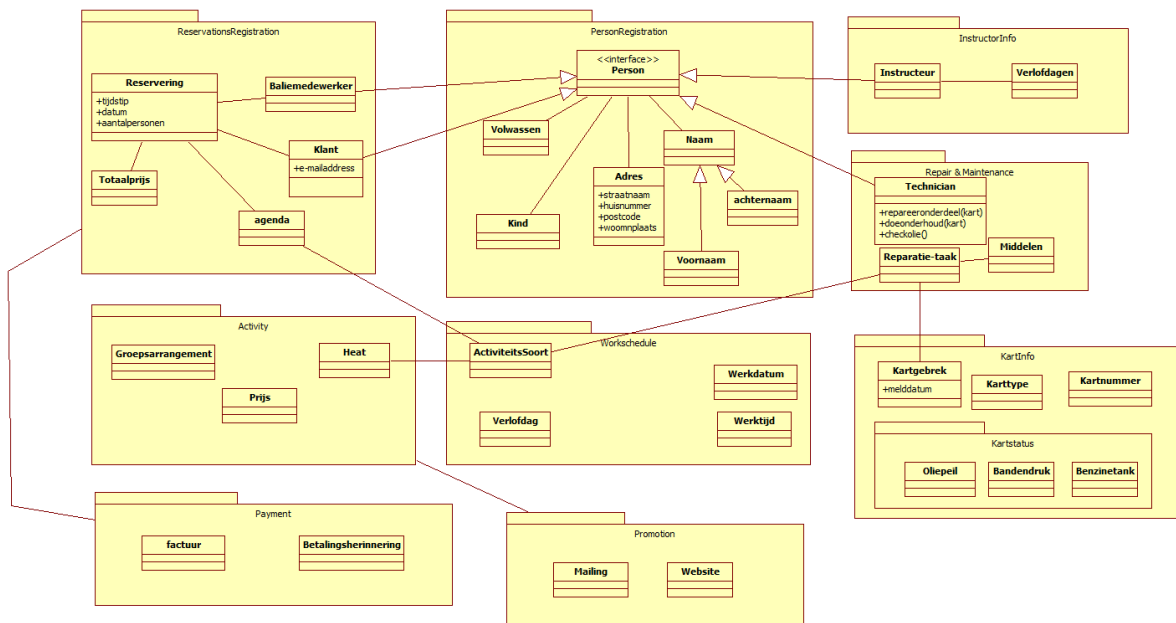 ReservationsRegistration
Reservering
+tijdstip
+datum
+aantalpersonen
Baliemedewerker
Klant
+e-mailaddress
Totaalprijs
agenda
PersonRegistration
<<interface>>
Person
Volwassen
Naam
Adres
+straatnaam
+huisnummer
+postcode
+woomnplaats
achternaam
Kind
Voornaam
InstructorInfo
Instructeur
Verlofdagen
Repair & Maintenance
Technician
+repareeronderdeel(kart)
+doeonderhoud(kart)
+checkolie()
Reparatie-taak
Middelen
Activity
Groepsarrangement
Heat
Prijs
Workschedule
ActiviteitsSoort
Werkdatum
Verlofdag
Werktijd
KartInfo
Kartgebrek
+melddatum
Karttype
Kartnummer
Kartstatus
Oliepeil
Bandendruk
Benzinetank
Payment
factuur
Betalingsherinnering
Promotion
Mailing
Website